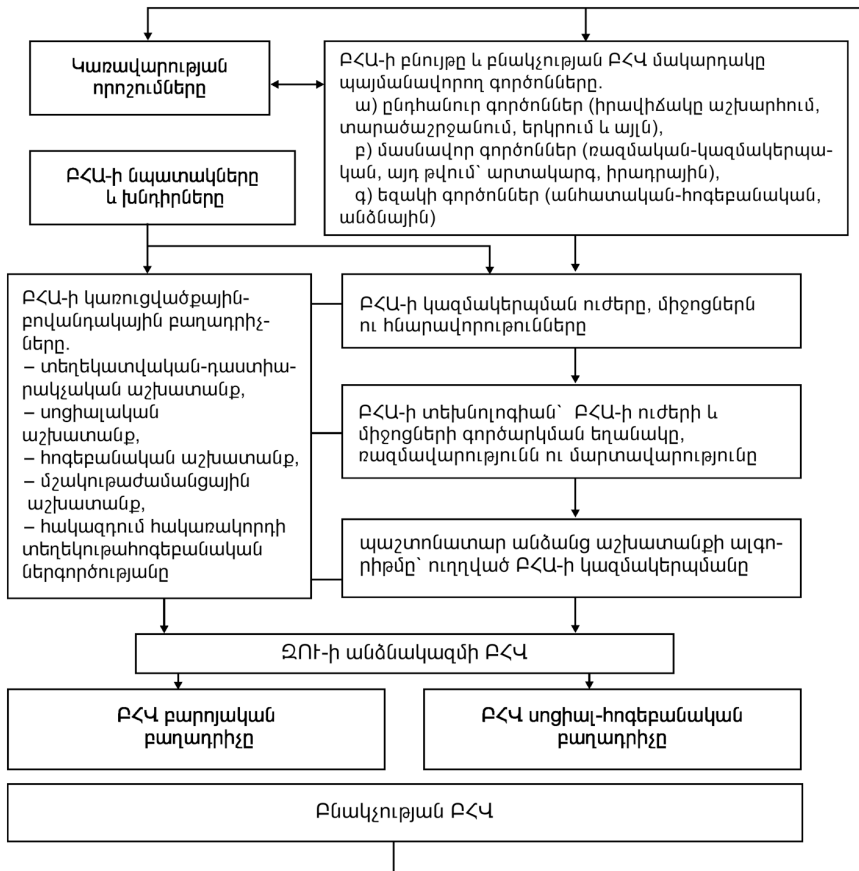 Կառավարության
որոշումները
ԲՀԱ-ի բնույթը և բնակչության ԲՀՎ մակարդակը
պայմանավորող գործոնները.
ա) ընդհանուր գործոններ (իրավիճակը աշխարհում,
տարածաշրջանում, երկրում և այլն),
բ) մասնավոր գործոններ (ռազմական-կազմակերպա-
կան, այդ թվում՝ արտակարգ, իրադրային),
գ) եզակի գործոններ (անհատական-հոգեբանական,
անձնային)
ԲՀԱ-ի նպատակները
և խնդիրները
ԲՀԱ-ի կառուցվածքային-
բովանդակային բաղադրիչ-
ները.
– տեղեկատվական-դաստիա-
րակչական աշխատանք,
– սոցիալական
աշխատանք,
– հոգեբանական աշխատանք,
– մշակութաժամանցային
աշխատանք,
– հակազդում հակառակորդի
տեղեկութահոգեբանական
ներգործությանը
ԲՀԱ-ի կազմակերպման ուժերը, միջոցներն
ու հնարավորութունները
ԲՀԱ-ի տեխնոլոգիան՝ ԲՀԱ-ի ուժերի և
միջոցների գործարկման եղանակը,
ռազմավարությունն ու մարտավարությունը
պաշտոնատար անձանց աշխատանքի ալգո-
րիթմը՝ ուղղված ԲՀԱ-ի կազմակերպմանը
ԶՈՒ-ի անձնակազմի ԲՀՎ
ԲՀՎ բարոյական
բաղադրիչը
ԲՀՎ սոցիալ-հոգեբանական
բաղադրիչը
Բնակչության ԲՀՎ